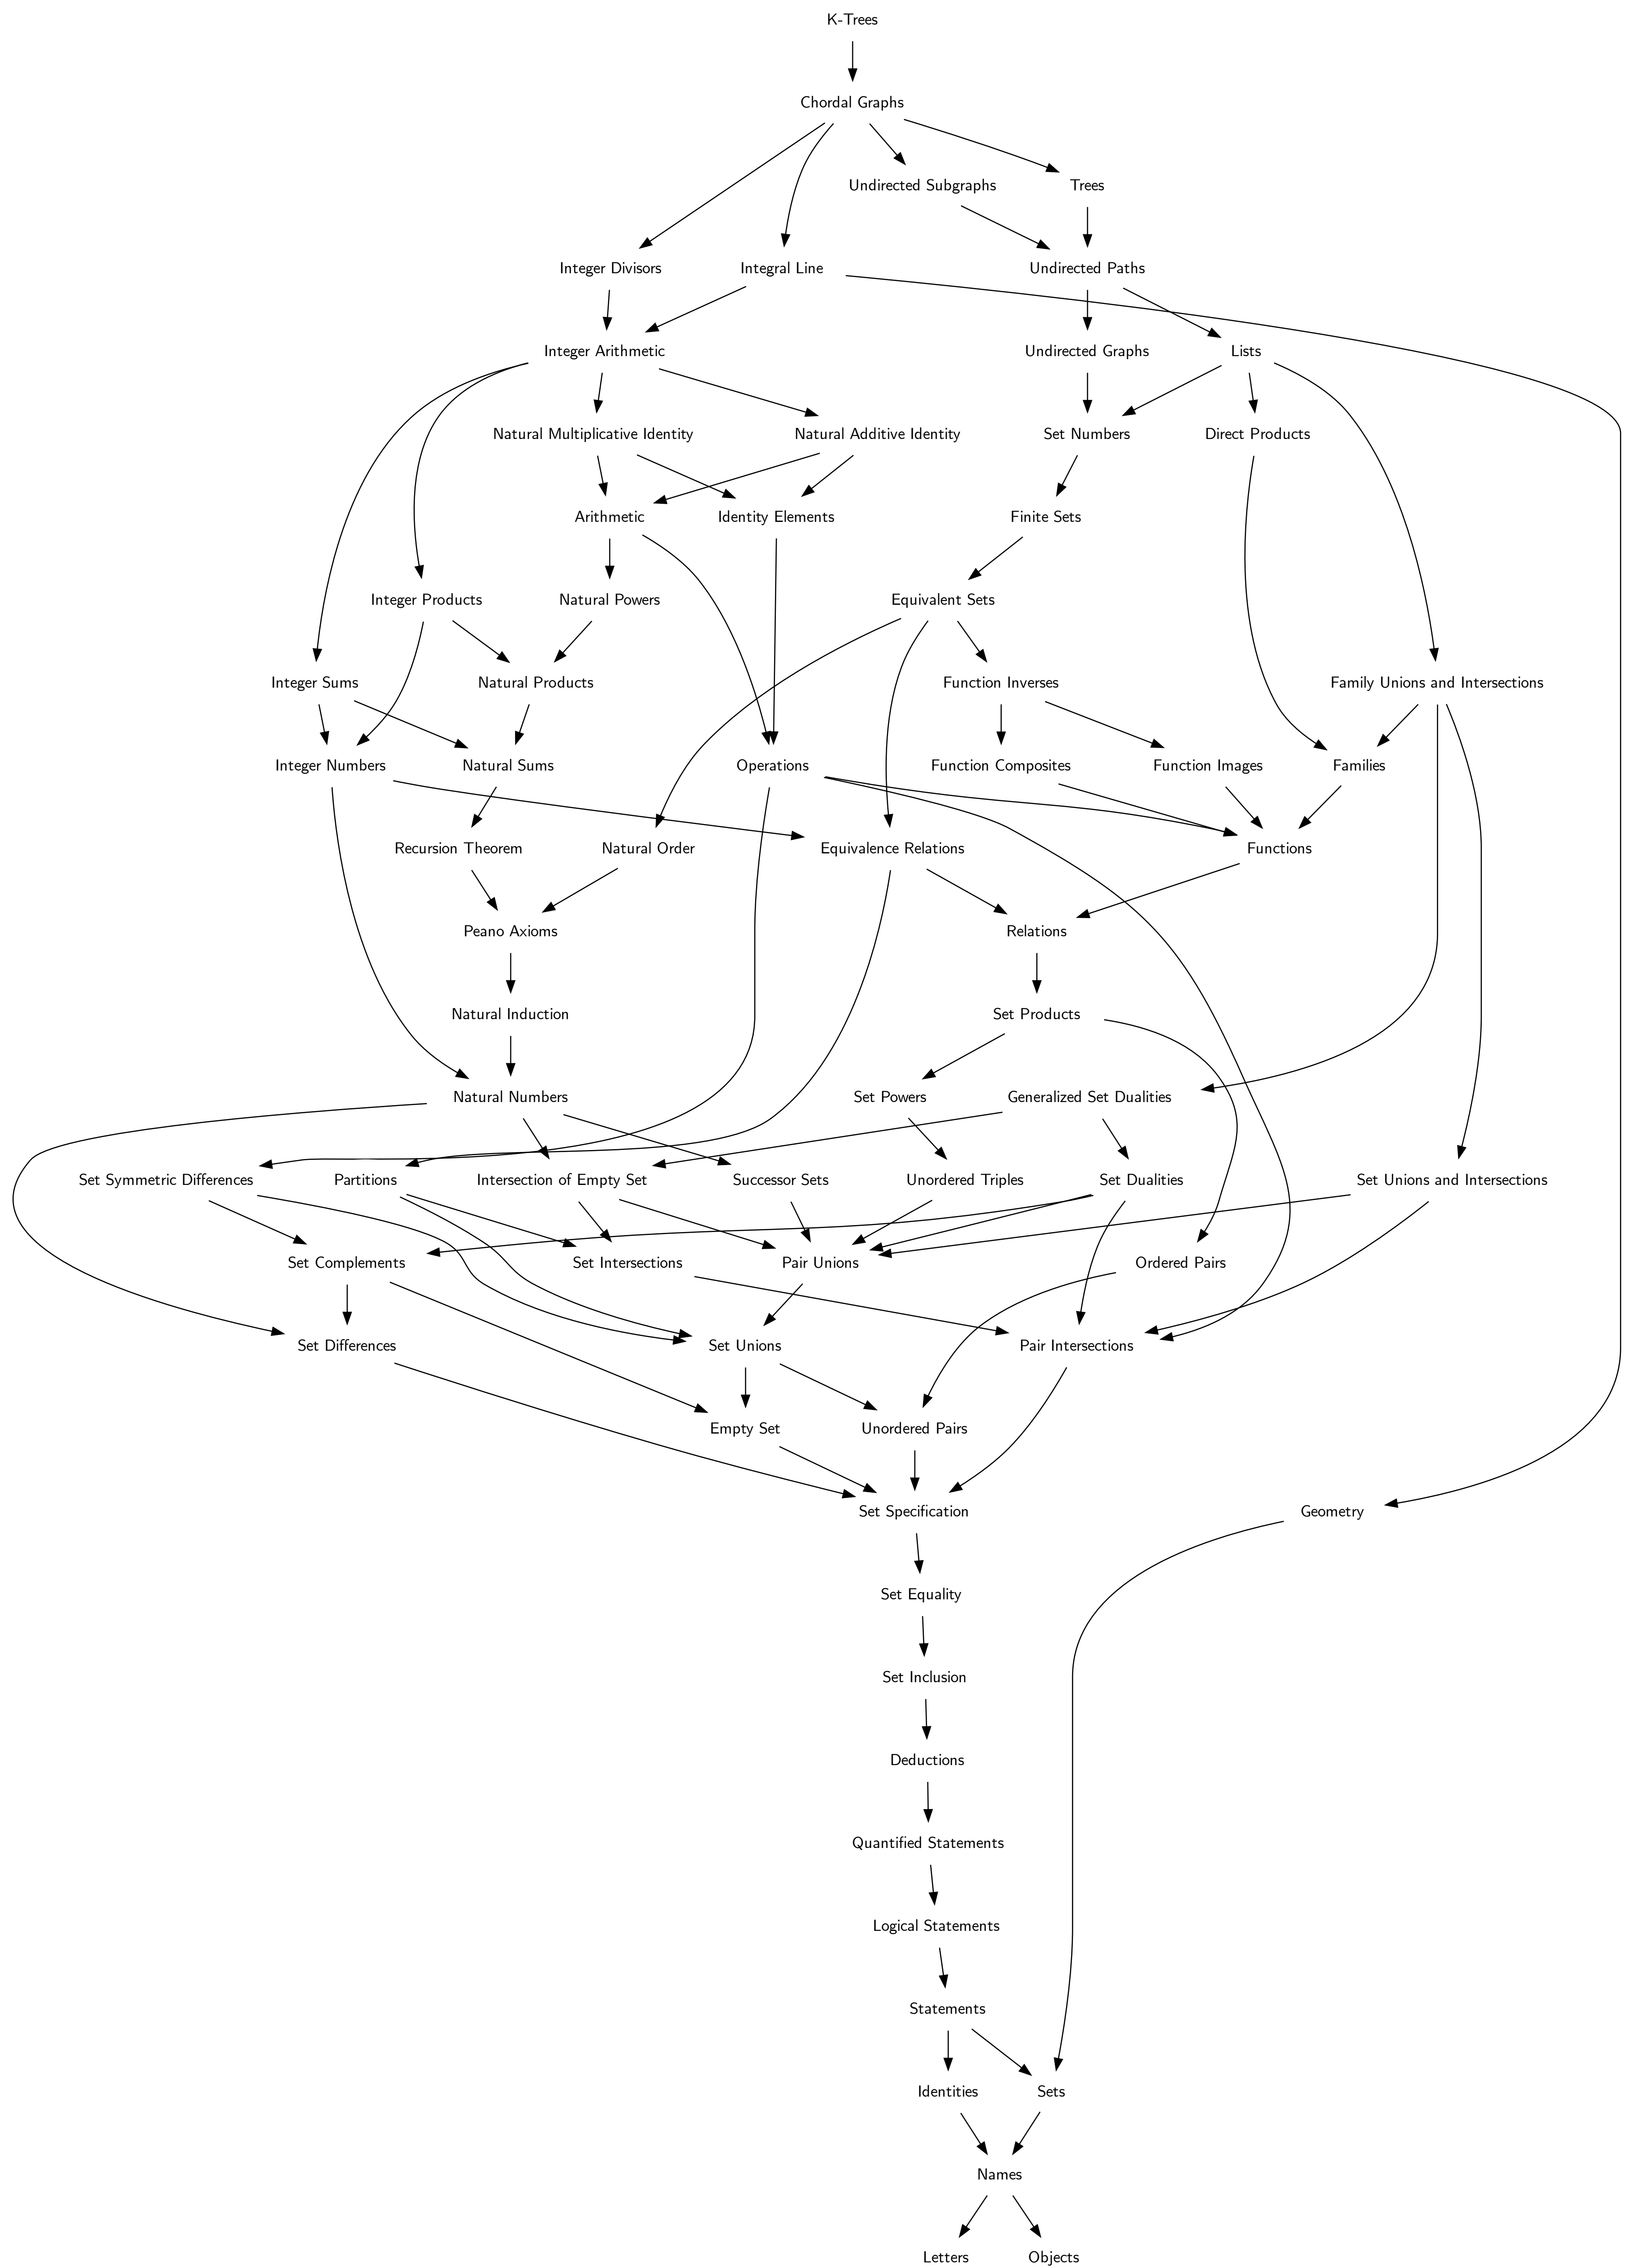 K-Trees
Chordal Graphs
Undirected Subgraphs
Trees
Integer Divisors
Integral Line
Undirected Paths
Integer Arithmetic
Undirected Graphs
Lists
Natural Multiplicative Identity
Natural Additive Identity
Set Numbers
Direct Products
Arithmetic
Identity Elements
Finite Sets
Integer Products
Natural Powers
Equivalent Sets
Integer Sums
Natural Products
Function Inverses
Family Unions and Intersections
Integer Numbers
Natural Sums
Operations
Function Composites
Function Images
Families
Recursion Theorem
Natural Order
Equivalence Relations
Functions
Peano Axioms
Relations
Natural Induction
Set Products
Natural Numbers
Set Powers
Generalized Set Dualities
Set Symmetric Differences
Partitions
Intersection of Empty Set
Successor Sets
Unordered Triples
Set Dualities
Set Unions and Intersections
Set Complements
Set Intersections
Pair Unions
Ordered Pairs
Set Differences
Set Unions
Pair Intersections
Empty Set
Unordered Pairs
Set Specification
Geometry
Set Equality
Set Inclusion
Deductions
Quantified Statements
Logical Statements
Statements
Identities
Sets
Names
Letters
Objects